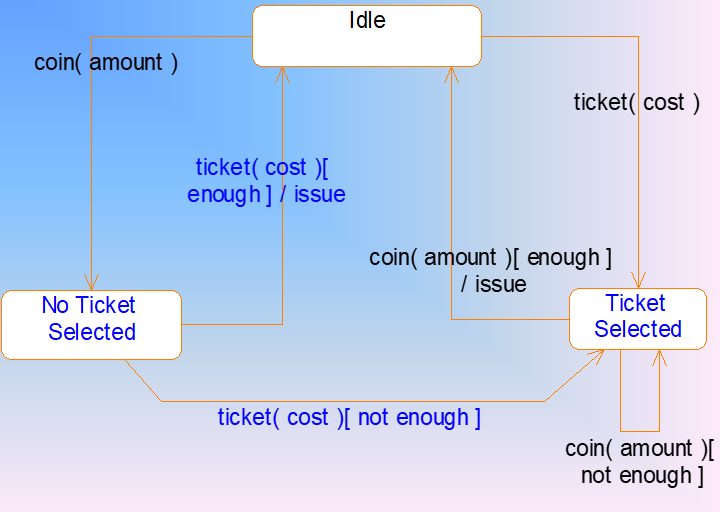 Idle
coin( amount )
ticket( cost )
ticket( cost )[
enough ] / issue
coin( amount )[ enough ]
/ issue
No Ticket
Selected
Ticket
Selected
ticket( cost )[ not enough ]
coin( amount )[
not enough ]